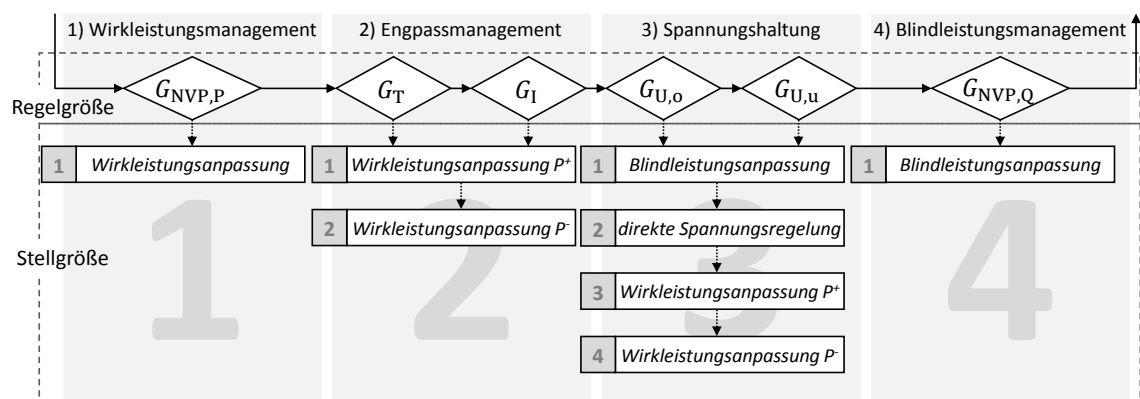 1) Wirkleistungsmanagement
2) Engpassmanagement
3) Spannungshaltung
4) Blindleistungsmanagement
Regelgröße
G_NVP,P
G_T
G_I
G_U,o
G_U,u
G_NVP,Q
Stellgröße
1 Wirkleistungsanpassung
1
1 Wirkleistungsanpassung P⁺
2 Wirkleistungsanpassung P⁻
2
1 Blindleistungsanpassung
2 direkte Spannungsregelung
3 Wirkleistungsanpassung P⁺
4 Wirkleistungsanpassung P⁻
3
1 Blindleistungsanpassung
4